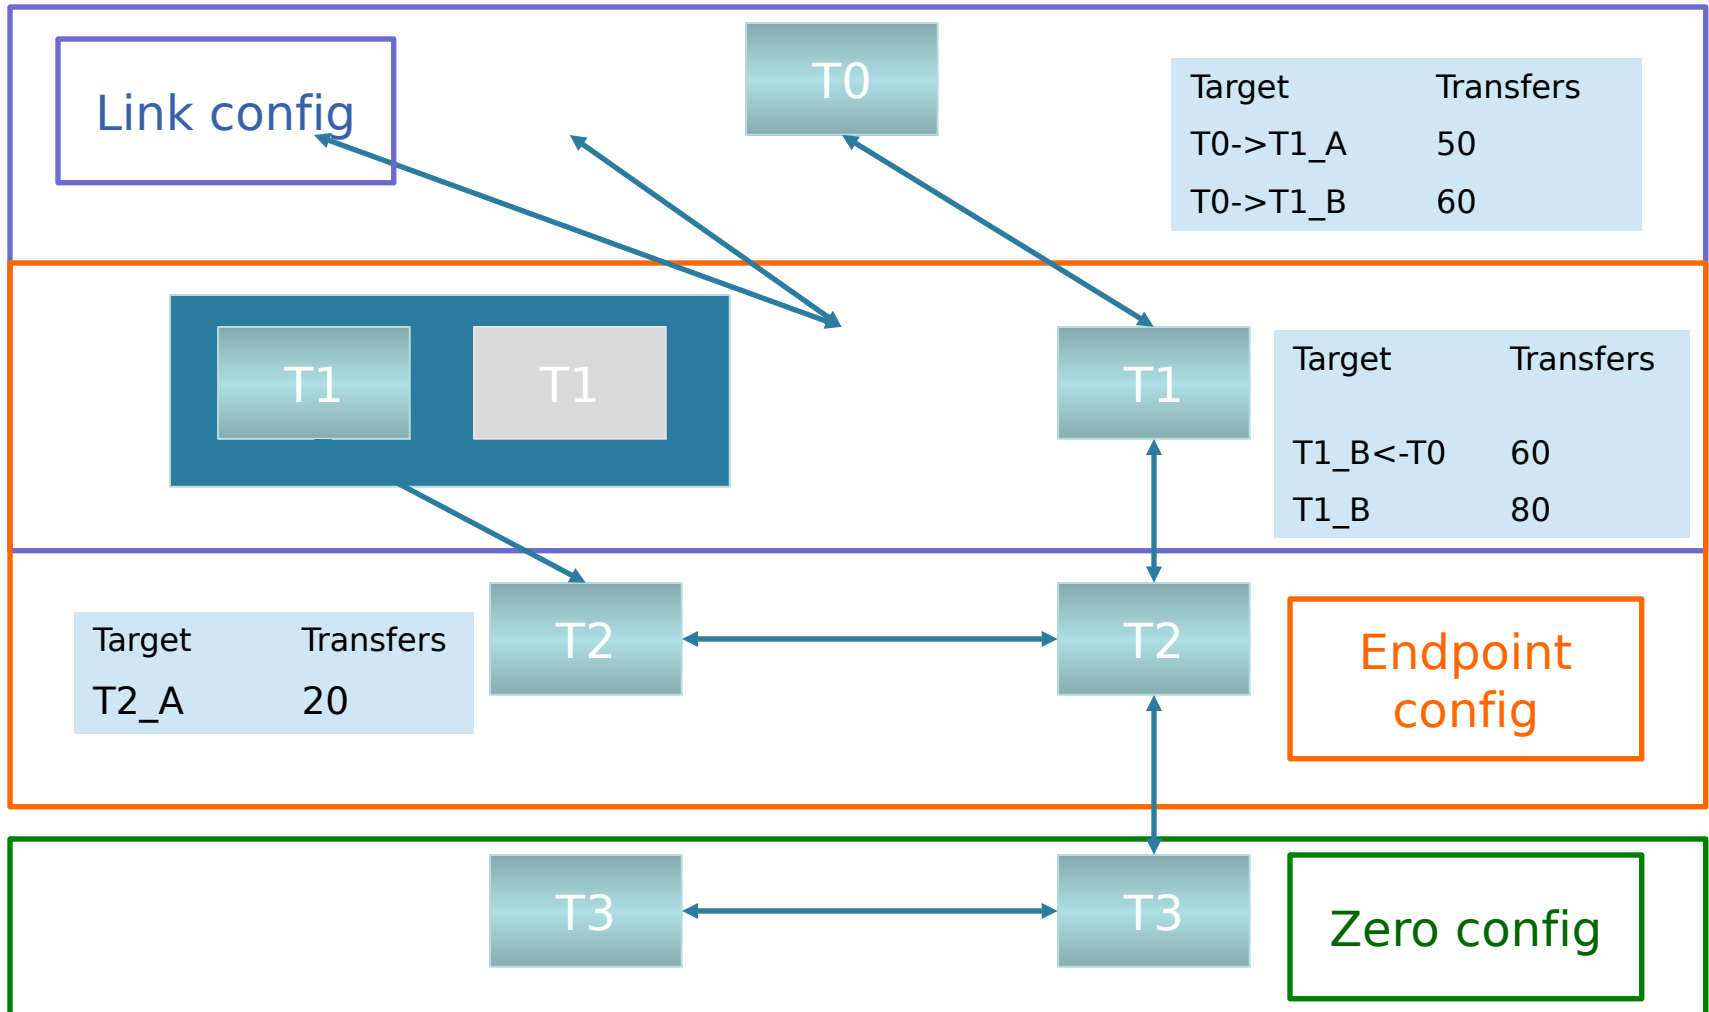 T0
Link config
Target Transfers
T0->T1_A 50
T0->T1_B 60
T1 T1 T1
Target Transfers
T1_B<-T0 60
T1_B 80
T2 T2
Target Transfers
T2_A 20
Endpoint
config
T3 T3
Zero config